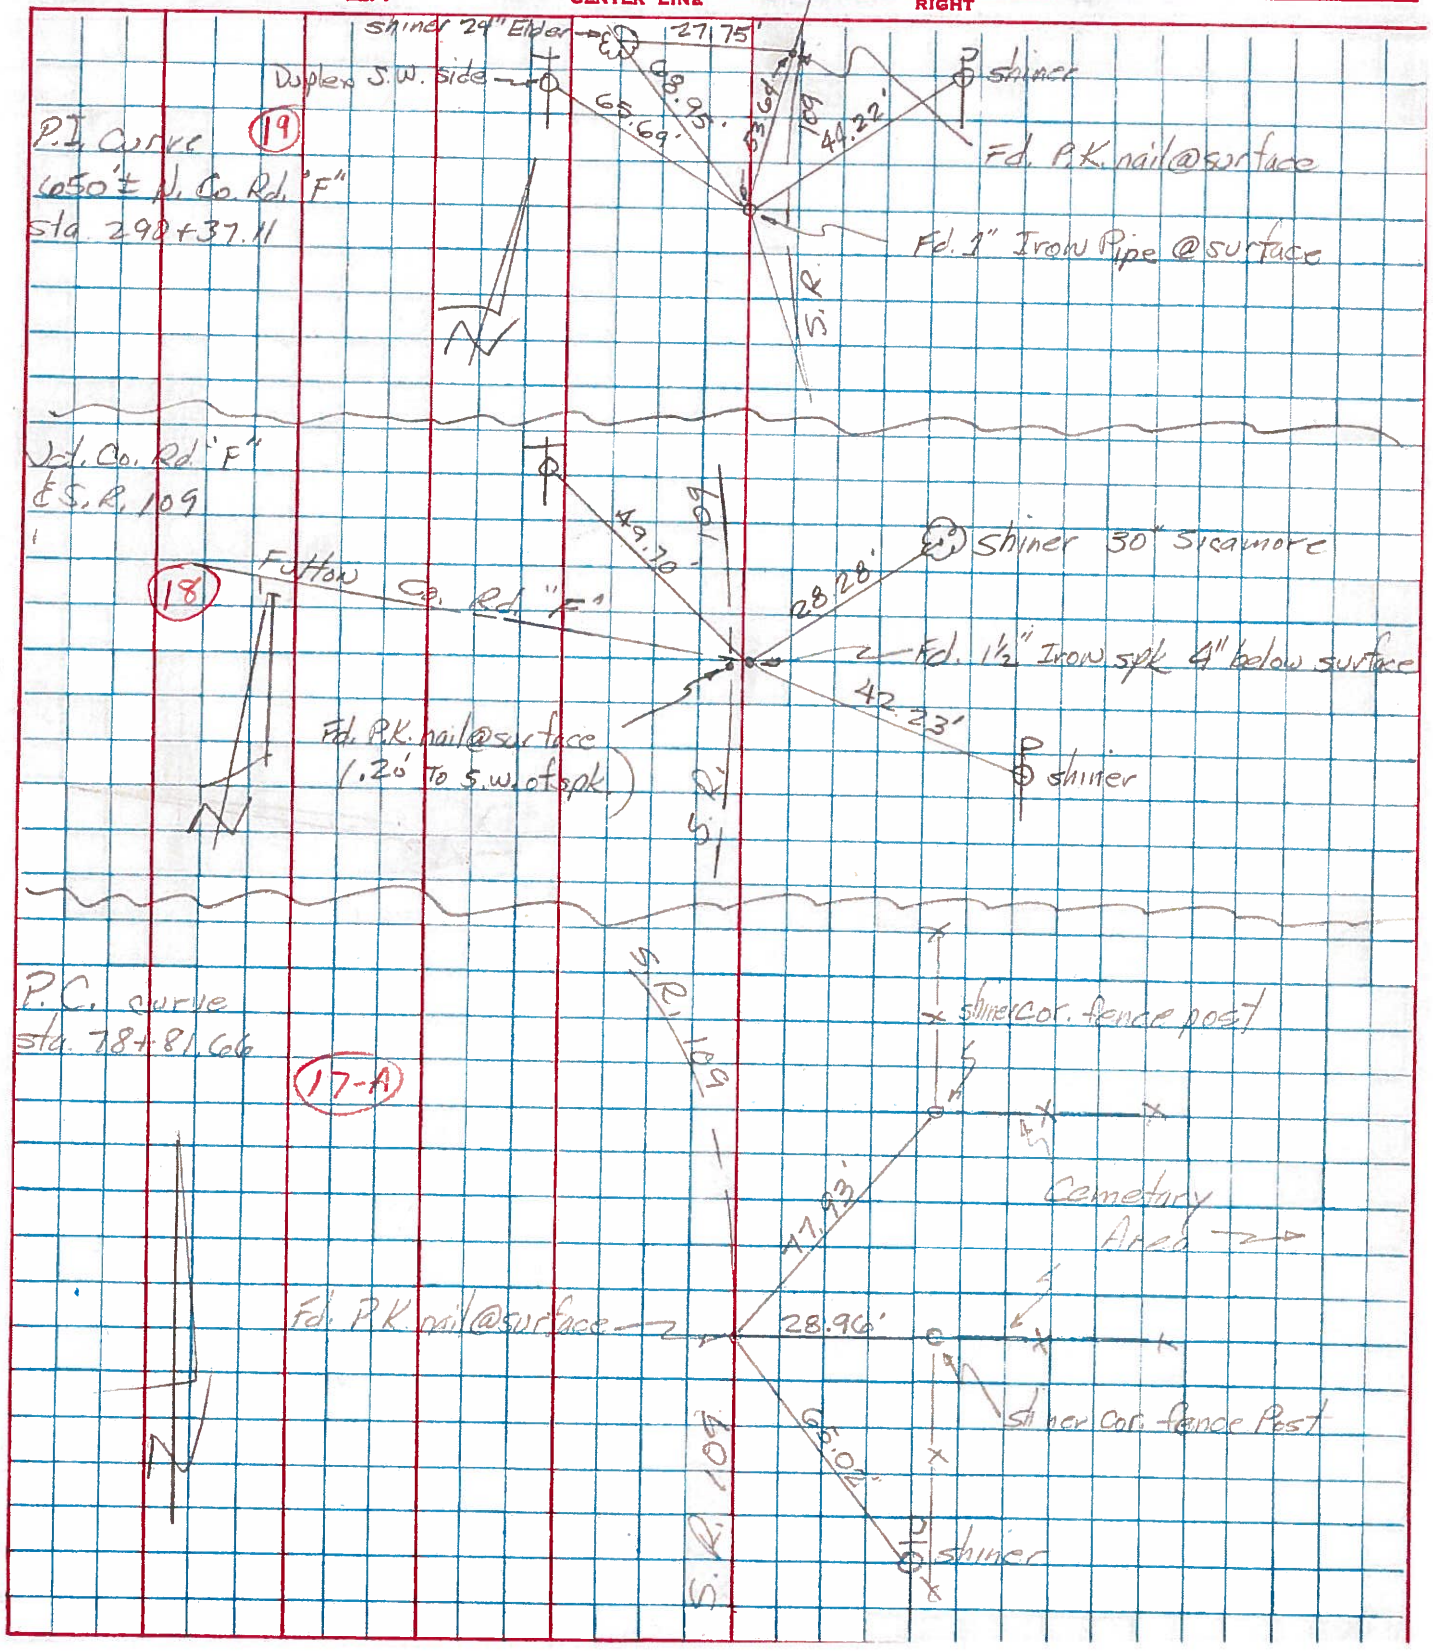 CENTER LINE
RIGHT
shiner 24" Elder
27.75'
Duplex S.W. side
68.95'
65.69'
53.64'
109
44.22'
shiner
P.I. Curve
19
650'± N. Co. Rd. "F"
sta. 290+37.11
Fd. P.K. nail@surface
Fd. 1" Iron Pipe @ surface
S. R.
N
Jct. Co. Rd. "F"
& S. R. 109
109
49.70'
28.28'
shiner 30" Sicamore
18
Fulton Co. Rd. "F"
Fd. 1½" Iron spk 4" below surface
42.23'
Fd. P.K. nail@surface
(.20' To S.W. of spk.)
shiner
S. R.
N
P.C. curve
sta. 78+81.66
17-A
S. R. 109
shiner cor. fence post
47.93'
Cemetary
Area
Fd. P.K. nail@surface
28.96'
shiner cor. fence Post
65.02'
S. R. 109
shiner
N